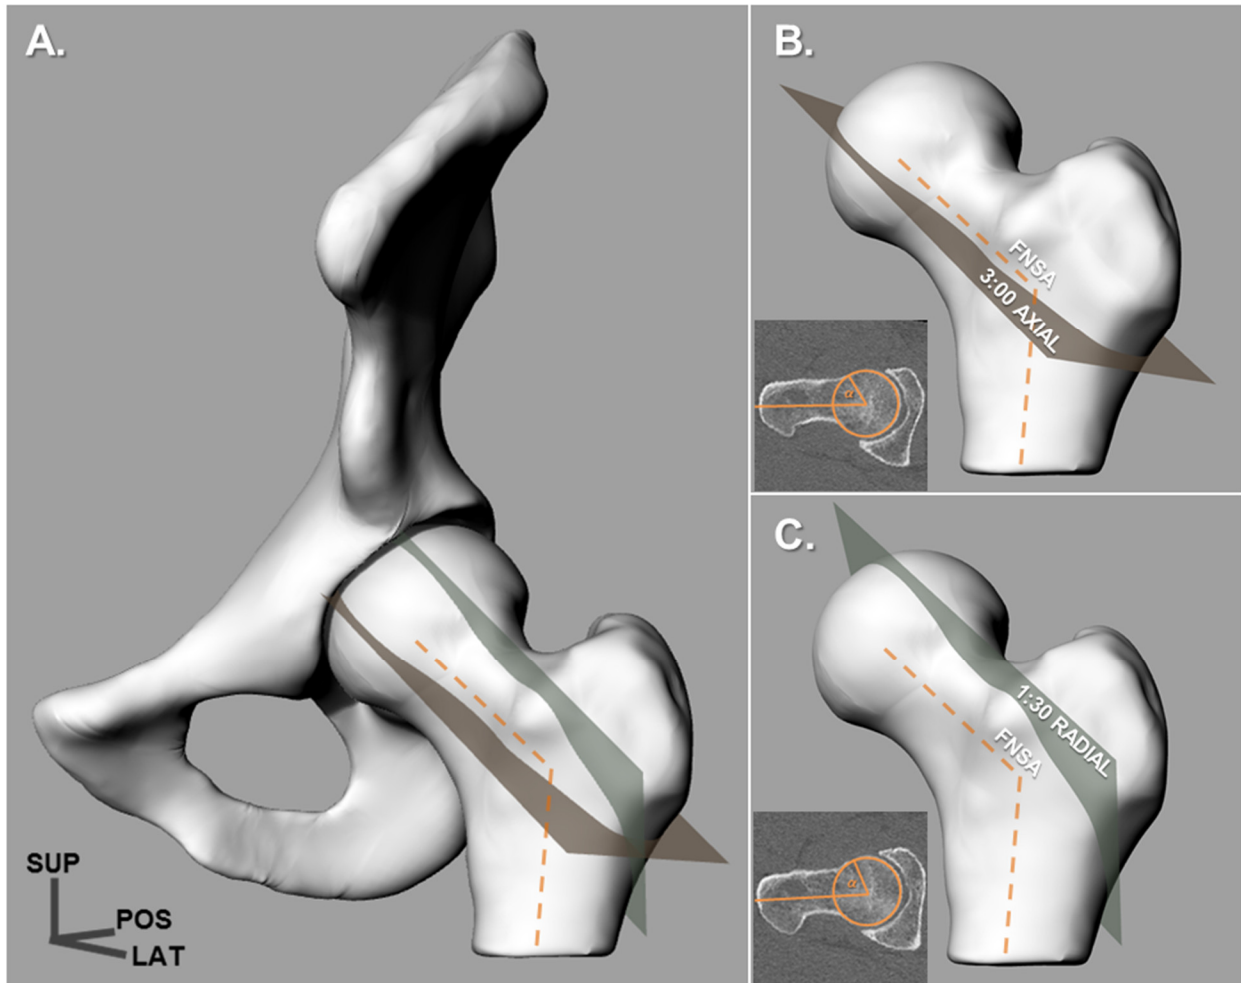 A.
SUP
POS
LAT
B.
FNSA
3:00 AXIAL
α
C.
1:30 RADIAL
FNSA
α